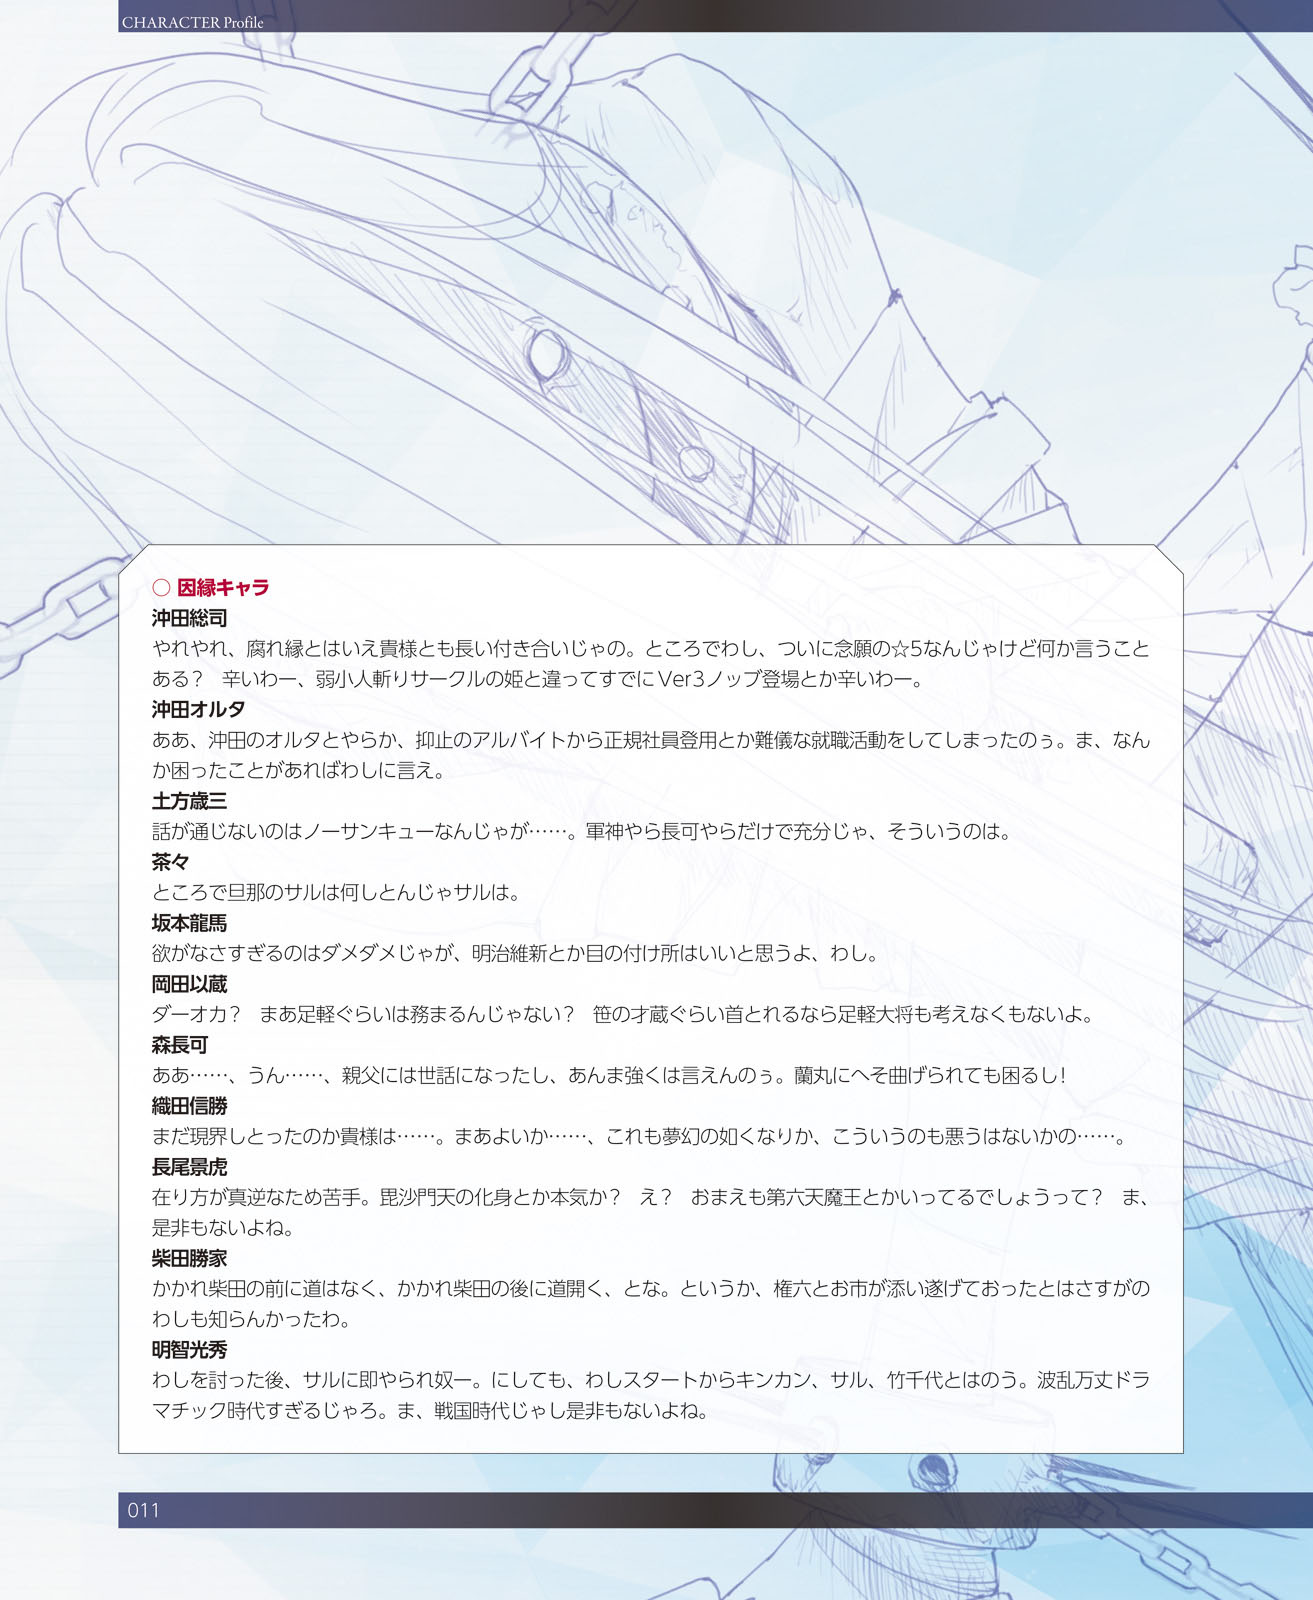 CHARACTER Profile
○ 因縁キャラ
沖田総司
やれやれ、腐れ縁とはいえ貴様とも長い付き合いじゃの。ところでわし、ついに念願の☆5なんじゃけど何か言うこと
ある？　辛いわー、弱小人斬りサークルの姫と違ってすでにVer3ノッブ登場とか辛いわー。
沖田オルタ
ああ、沖田のオルタとやらか、抑止のアルバイトから正規社員登用とか難儀な就職活動をしてしまったのぅ。ま、なん
か困ったことがあればわしに言え。
土方歳三
話が通じないのはノーサンキューなんじゃが……。軍神やら長可やらだけで充分じゃ、そういうのは。
茶々
ところで旦那のサルは何しとんじゃサルは。
坂本龍馬
欲がなさすぎるのはダメダメじゃが、明治維新とか目の付け所はいいと思うよ、わし。
岡田以蔵
ダーオカ？　まあ足軽ぐらいは務まるんじゃない？　笹の才蔵ぐらい首とれるなら足軽大将も考えなくもないよ。
森長可
ああ……、うん……、親父には世話になったし、あんま強くは言えんのぅ。蘭丸にへそ曲げられても困るし！
織田信勝
まだ現界しとったのか貴様は……。まあよいか……、これも夢幻の如くなりか、こういうのも悪うはないかの……。
長尾景虎
在り方が真逆なため苦手。毘沙門天の化身とか本気か？　え？　おまえも第六天魔王とかいってるでしょうって？　ま、
是非もないよね。
柴田勝家
かかれ柴田の前に道はなく、かかれ柴田の後に道開く、とな。というか、権六とお市が添い遂げておったとはさすがの
わしも知らんかったわ。
明智光秀
わしを討った後、サルに即やられ奴ー。にしても、わしスタートからキンカン、サル、竹千代とはのう。波乱万丈ドラ
マチック時代すぎるじゃろ。ま、戦国時代じゃし是非もないよね。
011